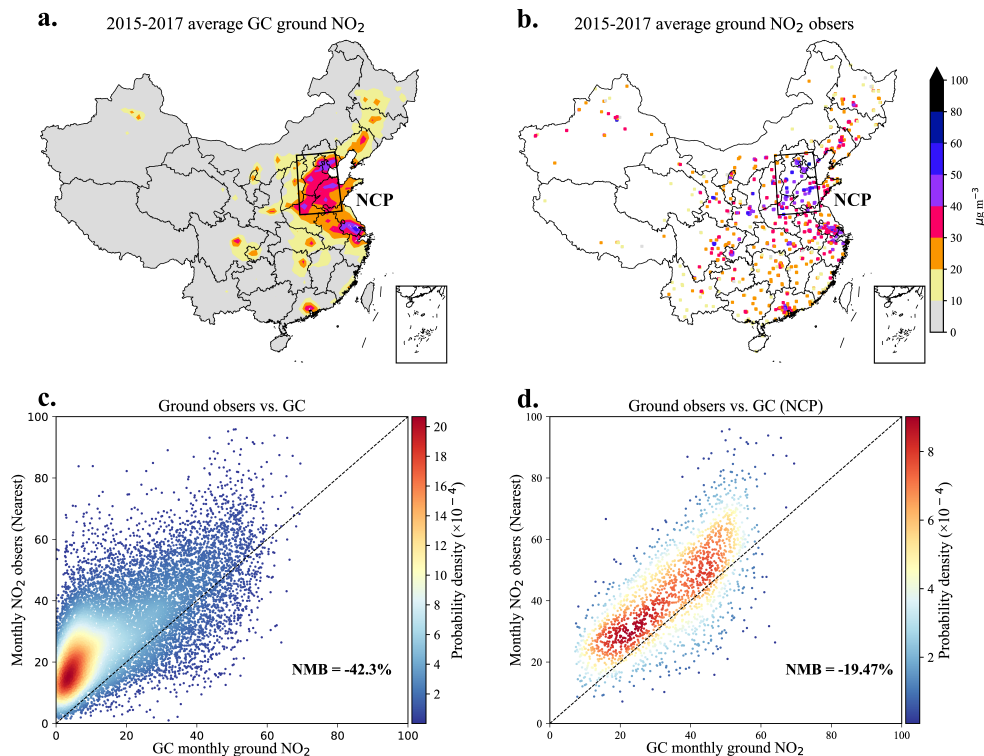 a.
2015-2017 average GC ground NO₂
NCP
b.
2015-2017 average ground NO₂ obsers
NCP
100
80
60
50
40
30
20
10
0
μg m⁻³
c.
Ground obsers vs. GC
Monthly NO₂ obsers (Nearest)
100
80
60
40
20
0
0 20 40 60 80 100
GC monthly ground NO₂
NMB = -42.3%
20
18
16
14
12
10
8
6
4
2
Probability density (×10⁻⁴)
d.
Ground obsers vs. GC (NCP)
Monthly NO₂ obsers (Nearest)
100
80
60
40
20
0
0 20 40 60 80 100
GC monthly ground NO₂
NMB = -19.47%
8
6
4
2
Probability density (×10⁻⁴)